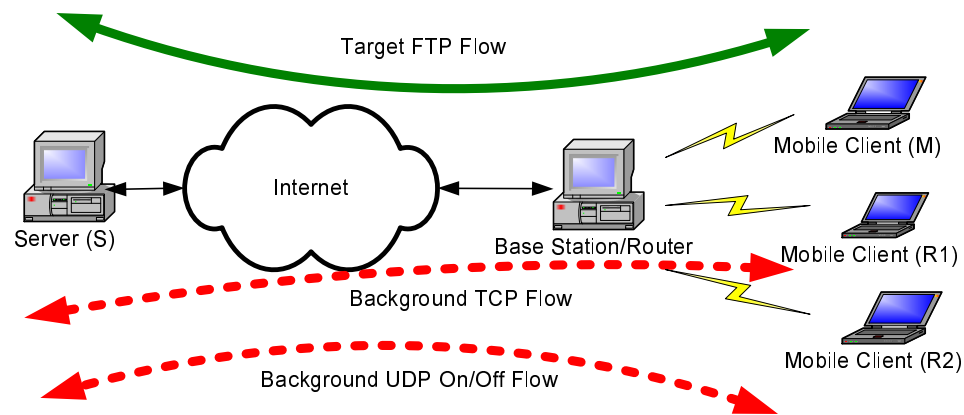 Target FTP Flow
Mobile Client (M)
Internet
Server (S)
Base Station/Router
Mobile Client (R1)
Background TCP Flow
Mobile Client (R2)
Background UDP On/Off Flow